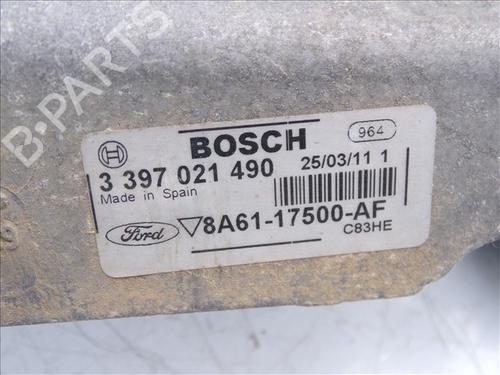 B-PARTS
BOSCH
964
3 397 021 490
25/03/11 1
Made in Spain
Ford
8A61-17500-AF
C83HE